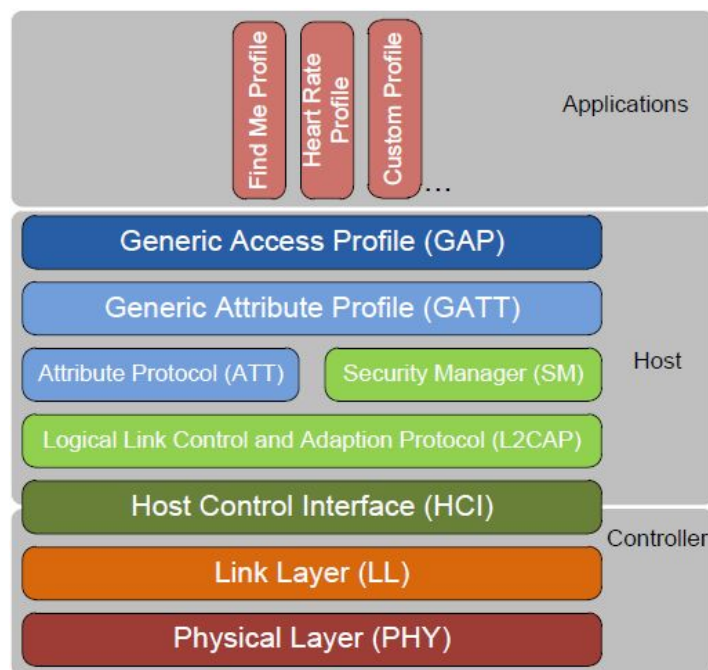 Find Me Profile
Heart Rate
Profile
Custom Profile
...
Applications
Generic Access Profile (GAP)
Generic Attribute Profile (GATT)
Attribute Protocol (ATT)
Security Manager (SM)
Host
Logical Link Control and Adaption Protocol (L2CAP)
Host Control Interface (HCI)
Controller
Link Layer (LL)
Physical Layer (PHY)